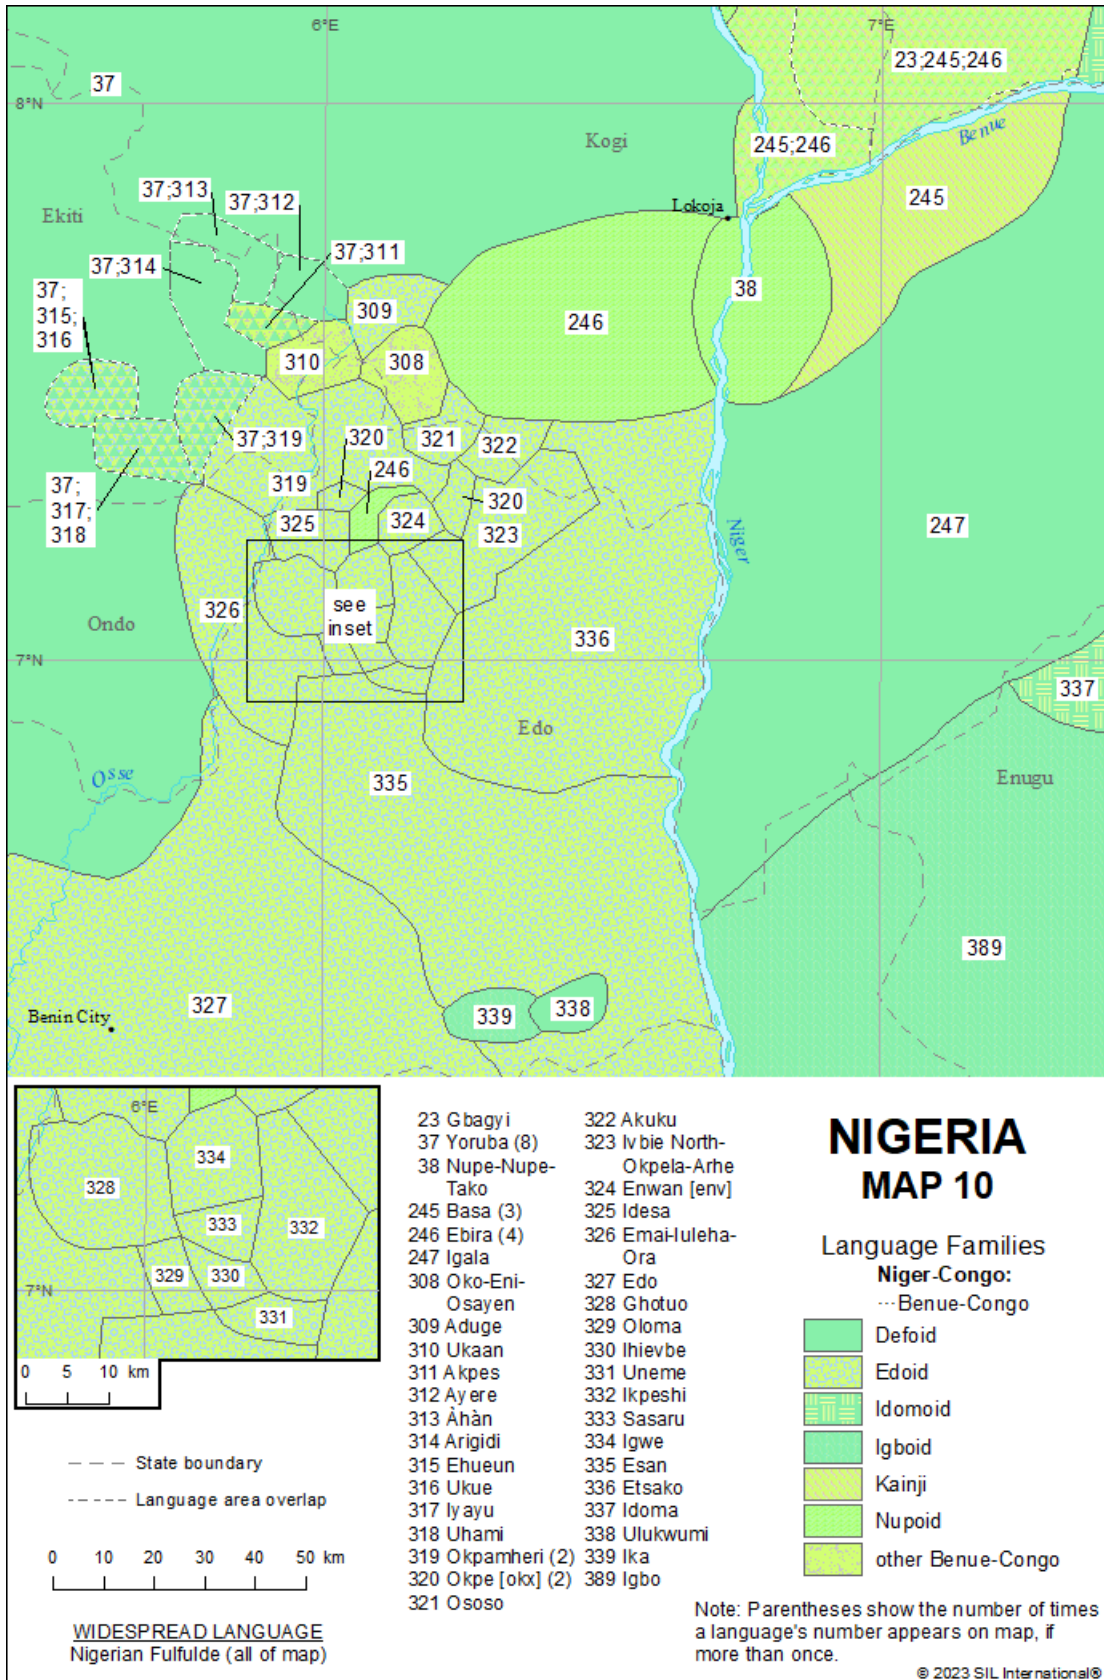 6°E
7°E
37
23;245;246
8°N
Benue
Kogi
245;246
37;313
37;312
245
Ekiti
Lokoja
37;311
37;314
37;
315;
316
38
309
246
310
308
37;319
320
321
322
246
319
37;
317;
318
320
325
324
323
247
Niger
see
inset
326
Ondo
336
7°N
337
Edo
Osse
335
Enugu
389
327
339
338
Benin City
6°E
334
328
333
332
329
330
7°N
331
0 5 10 km
State boundary
Language area overlap
0 10 20 30 40 50 km
WIDESPREAD LANGUAGE
Nigerian Fulfulde (all of map)
23 Gbagyi
37 Yoruba (8)
38 Nupe-Nupe-
Tako
245 Basa (3)
246 Ebira (4)
247 Igala
308 Oko-Eni-
Osayen
309 Aduge
310 Ukaan
311 Akpes
312 Ayere
313 Àhàn
314 Arigidi
315 Ehueun
316 Ukue
317 Iyayu
318 Uhami
319 Okpamheri (2)
320 Okpe [okx] (2)
321 Ososo
322 Akuku
323 Ivbie North-
Okpela-Arhe
324 Enwan [env]
325 Idesa
326 Emai-Iuleha-
Ora
327 Edo
328 Ghotuo
329 Oloma
330 Ihievbe
331 Uneme
332 Ikpeshi
333 Sasaru
334 Igwe
335 Esan
336 Etsako
337 Idoma
338 Ulukwumi
339 Ika
389 Igbo
NIGERIA
MAP 10
Language Families
Niger-Congo:
Benue-Congo
Defoid
Edoid
Idomoid
Igboid
Kainji
Nupoid
other Benue-Congo
Note: Parentheses show the number of times
a language's number appears on map, if
more than once.
© 2023 SIL International®